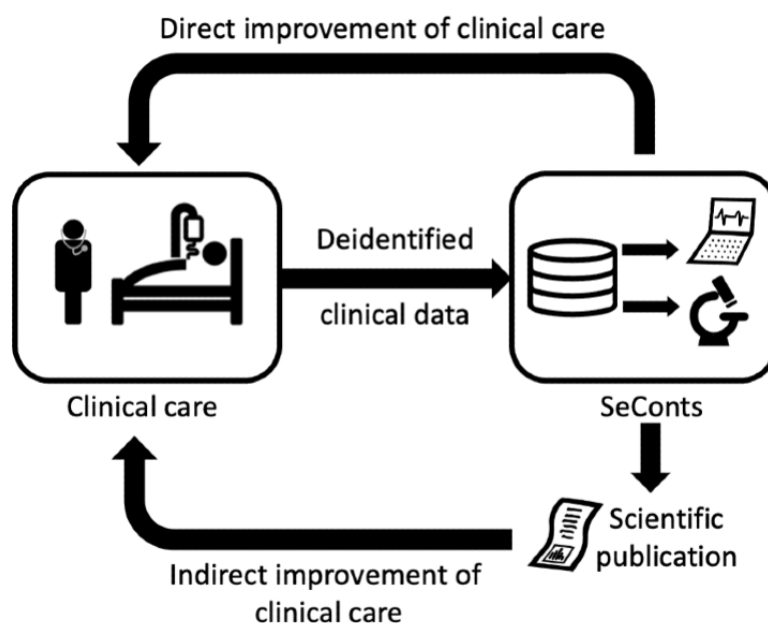 Direct improvement of clinical care
Deidentified
clinical data
Clinical care
SeConts
Scientific
publication
Indirect improvement of
clinical care